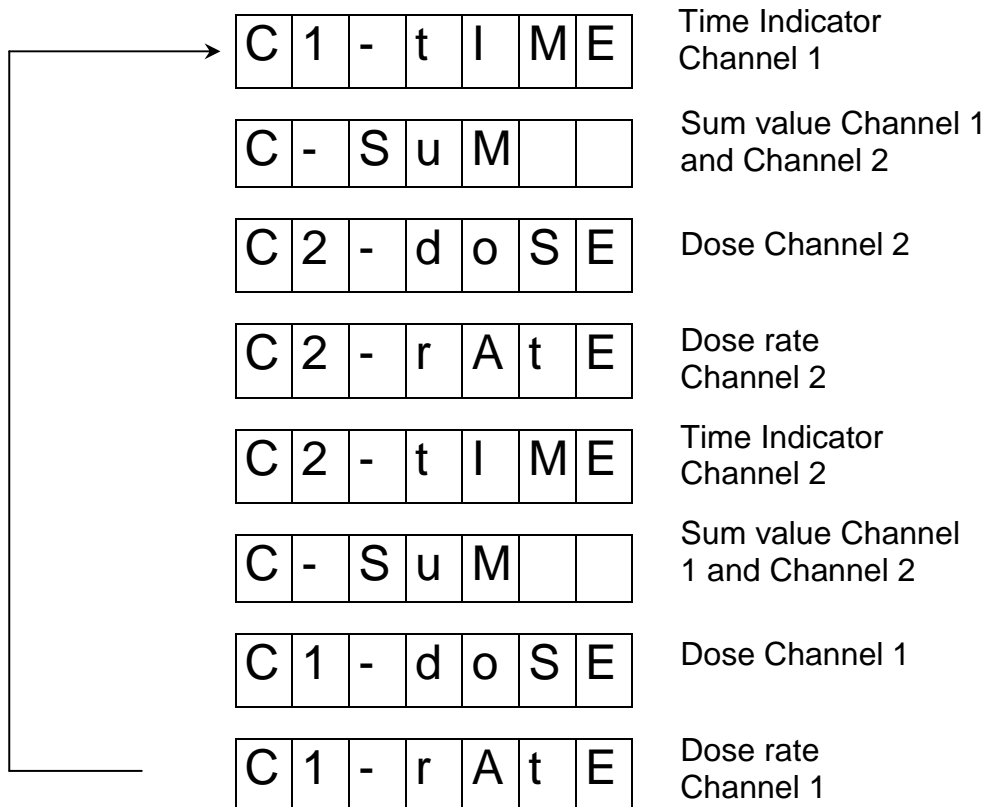 C1-tIME Time Indicator
Channel 1
C-SuM Sum value Channel 1
and Channel 2
C2-doSE Dose Channel 2
C2-rAtE Dose rate
Channel 2
C2-tIME Time Indicator
Channel 2
C-SuM Sum value Channel
1 and Channel 2
C1-doSE Dose Channel 1
C1-rAtE Dose rate
Channel 1